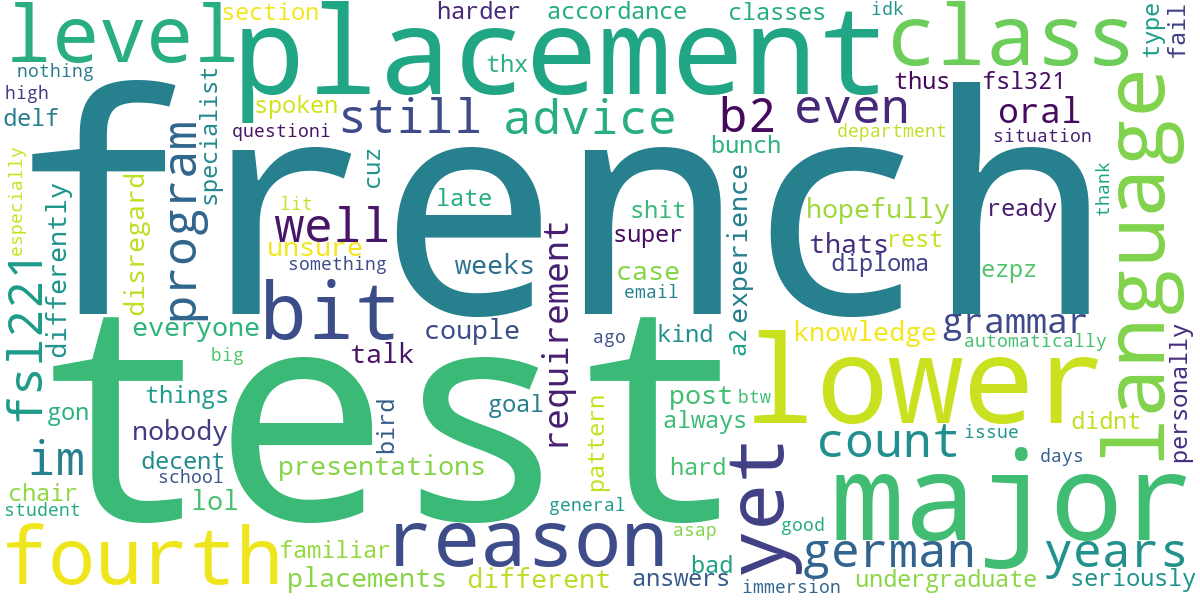 level
section
placement
harder
accordance
classes
idk
class
type
fail
nothing
high
delf
thx
spoken
questioni
still
advice
b2
bunch
even
thus
fsl321
oral
department
situation
language
french
especially
differently
disregard
program
specialist
cuz
lit
well
unsure
something
late
weeks
shit
super
case
email
experience
hopefully
thats
diploma
rest
ready
ezpz
thank
fsl221
everyone
big
bit
talk
couple
requirement
ago
kind
a2
knowledge
grammar
automatically
personally
test
lower
things
gon
nobody
decent
school
bird
goal
presentations
pattern
post
always
btw
hard
didnt
issue
count
days
im
chair
student
lol
general
asap
yet
good
major
fourth
reason
familiar
placements
different
answers
bad
immersion
german
undergraduate
years
seriously